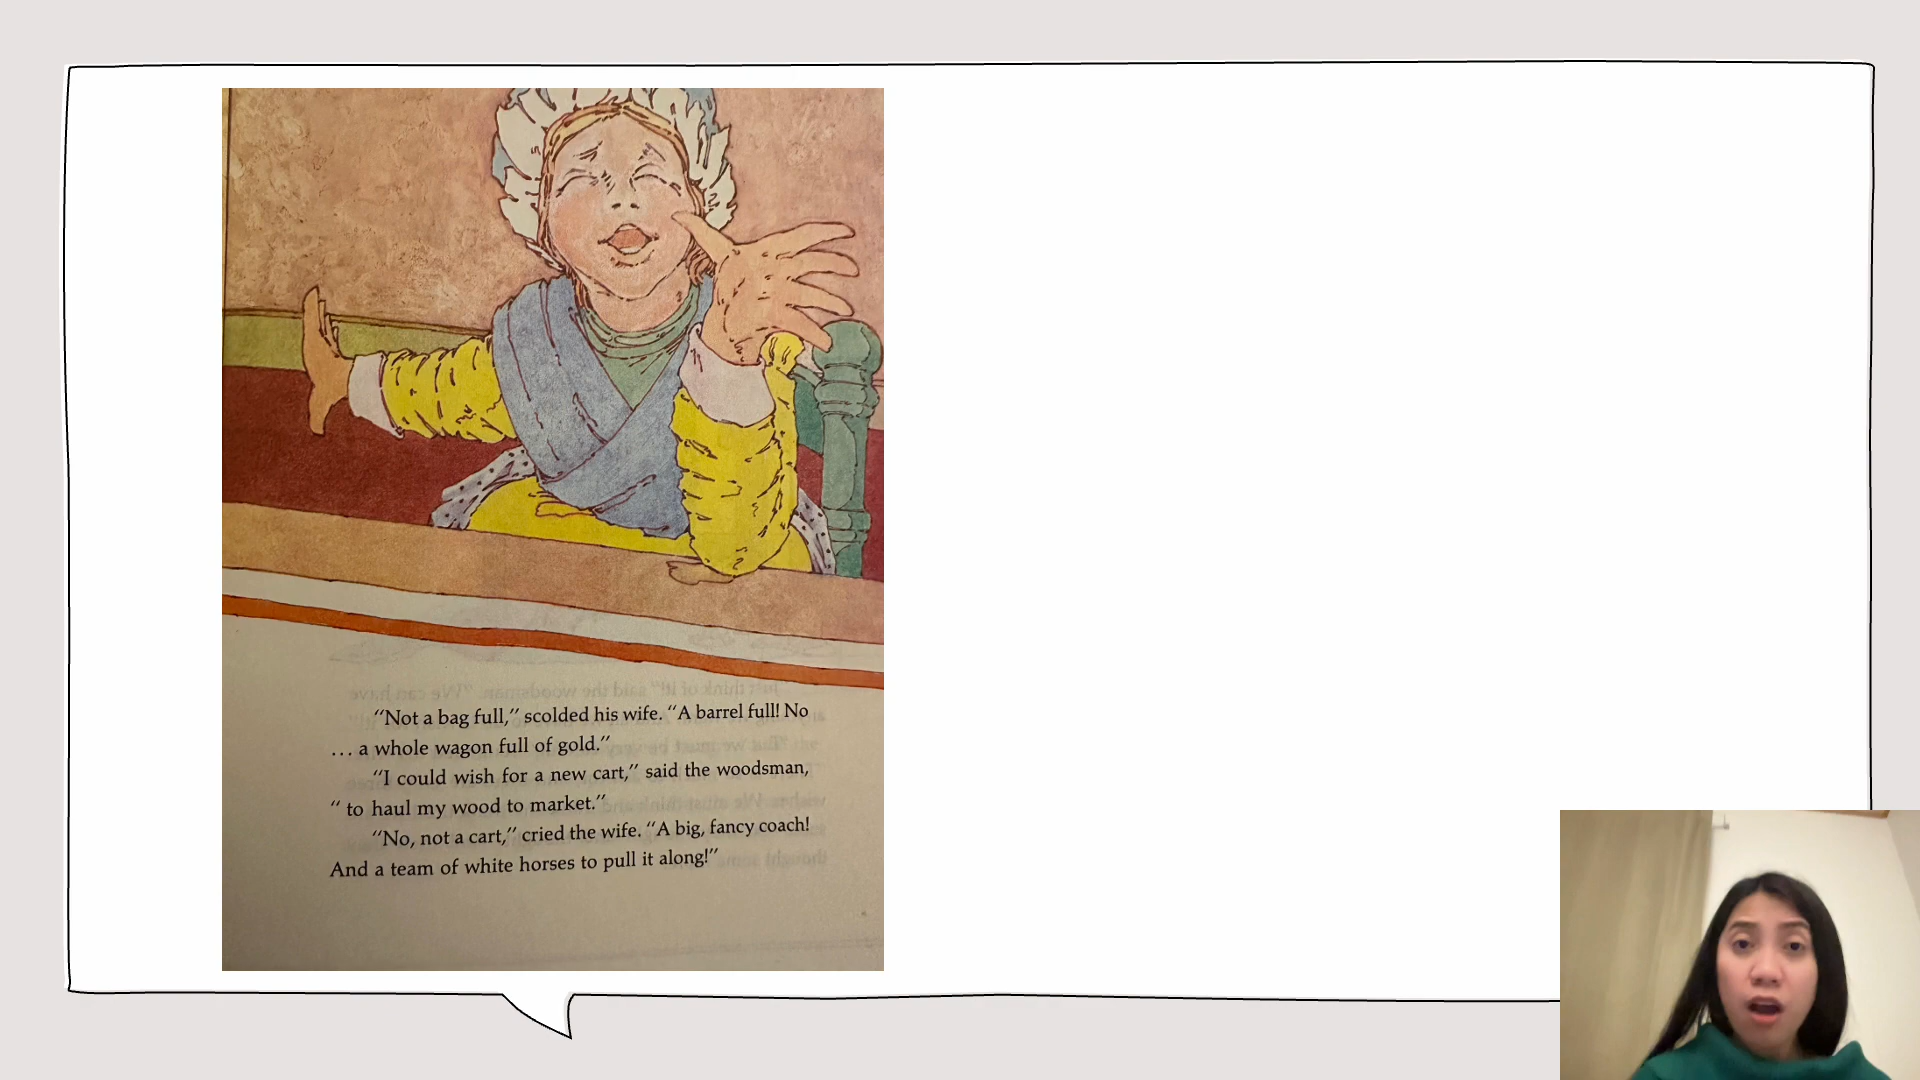 “Not a bag full,” scolded his wife. “A barrel full! No
... a whole wagon full of gold.”
“I could wish for a new cart,” said the woodsman,
“ to haul my wood to market.”
“No, not a cart,” cried the wife. “A big, fancy coach!
And a team of white horses to pull it along!”